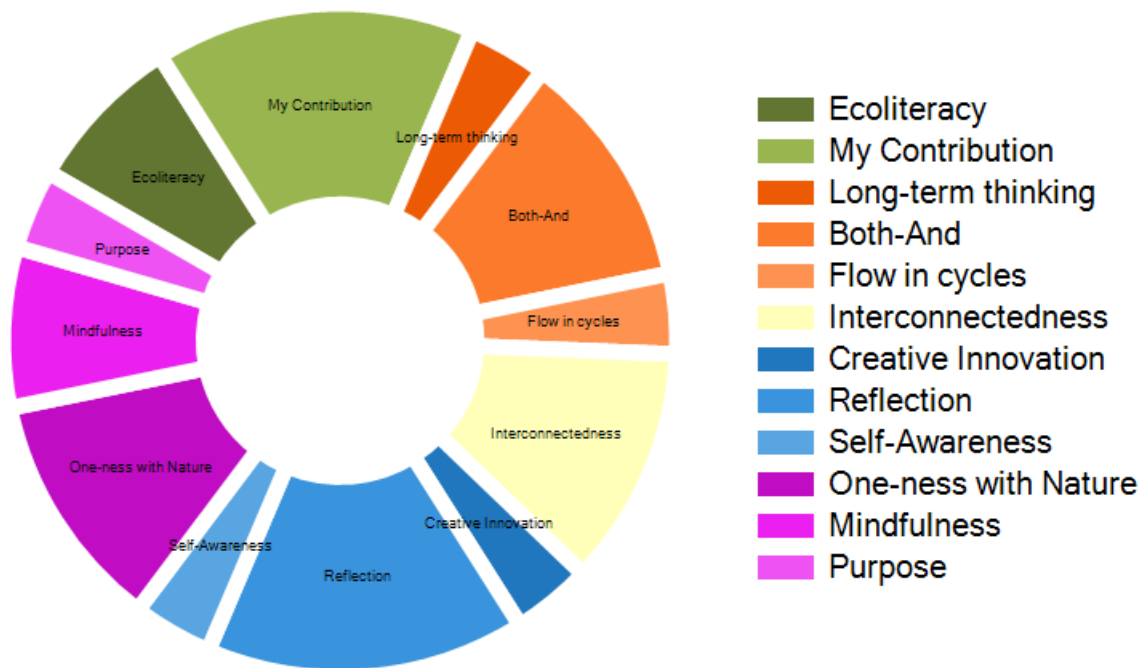 My Contribution
Long-term thinking
Ecoliteracy
Both-And
Purpose
Flow in cycles
Mindfulness
Interconnectedness
One-ness with Nature
Creative Innovation
Self-Awareness
Reflection
Ecoliteracy
My Contribution
Long-term thinking
Both-And
Flow in cycles
Interconnectedness
Creative Innovation
Reflection
Self-Awareness
One-ness with Nature
Mindfulness
Purpose